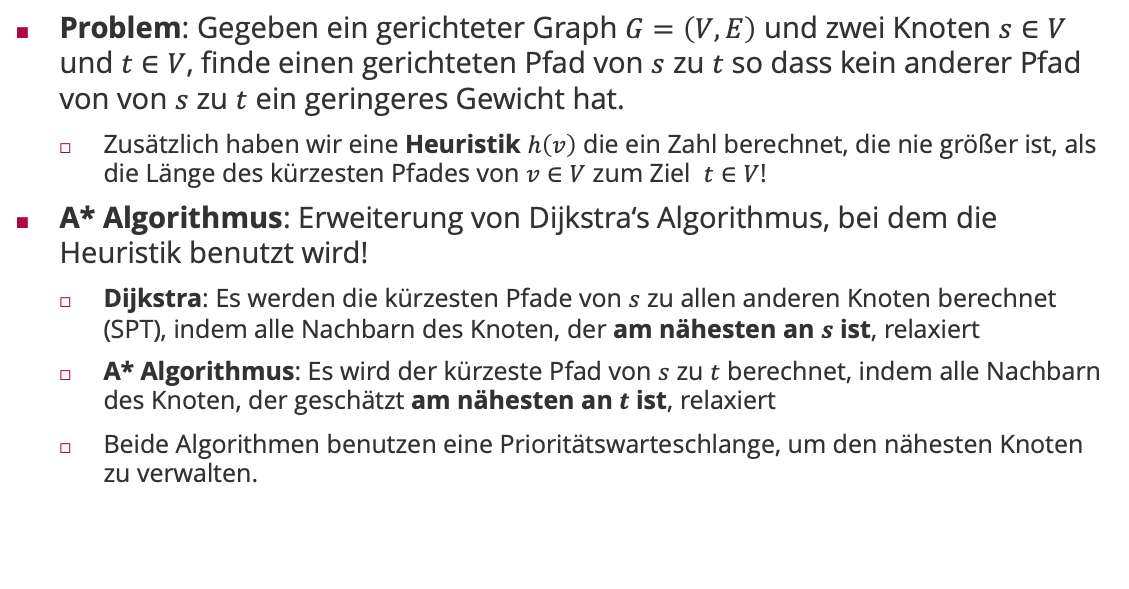 Problem: Gegeben ein gerichteter Graph G = (V, E) und zwei Knoten s ∈ V
und t ∈ V, finde einen gerichteten Pfad von s zu t so dass kein anderer Pfad
von von s zu t ein geringeres Gewicht hat.
Zusätzlich haben wir eine Heuristik h(v) die ein Zahl berechnet, die nie größer ist, als
die Länge des kürzesten Pfades von v ∈ V zum Ziel t ∈ V!
A* Algorithmus: Erweiterung von Dijkstra‘s Algorithmus, bei dem die
Heuristik benutzt wird!
Dijkstra: Es werden die kürzesten Pfade von s zu allen anderen Knoten berechnet
(SPT), indem alle Nachbarn des Knoten, der am nähesten an s ist, relaxiert
A* Algorithmus: Es wird der kürzeste Pfad von s zu t berechnet, indem alle Nachbarn
des Knoten, der geschätzt am nähesten an t ist, relaxiert
Beide Algorithmen benutzen eine Prioritätswarteschlange, um den nähesten Knoten
zu verwalten.